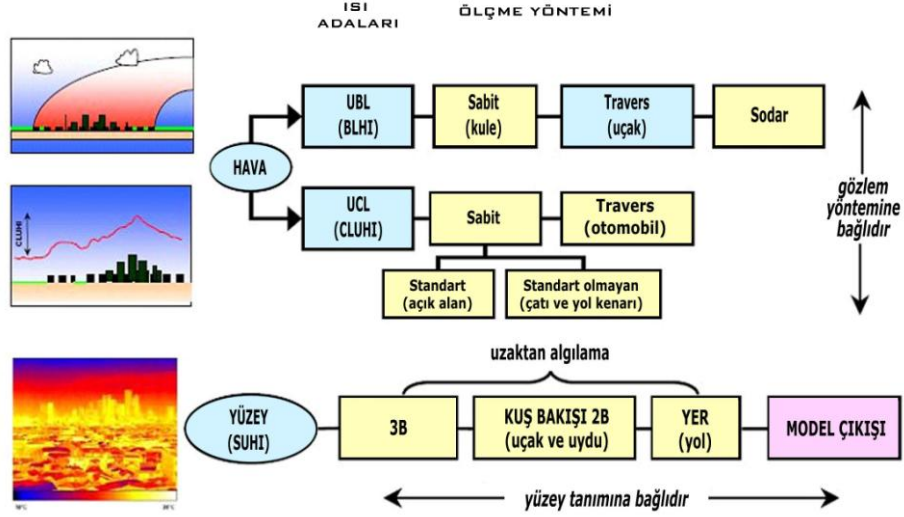 ISI
ADALARI
ÖLÇME YÖNTEMİ
UBL
(BLHI)
Sabit
(kule)
Travers
(uçak)
Sodar
HAVA
UCL
(CLUHI)
Sabit
Travers
(otomobil)
Standart
(açık alan)
Standart olmayan
(çatı ve yol kenarı)
gözlem
yöntemine
bağlıdır
CLUHI
uzaktan algılama
YÜZEY
(SUHI)
3B
KUŞ BAKIŞI 2B
(uçak ve uydu)
YER
(yol)
MODEL ÇIKIŞI
yüzey tanımına bağlıdır